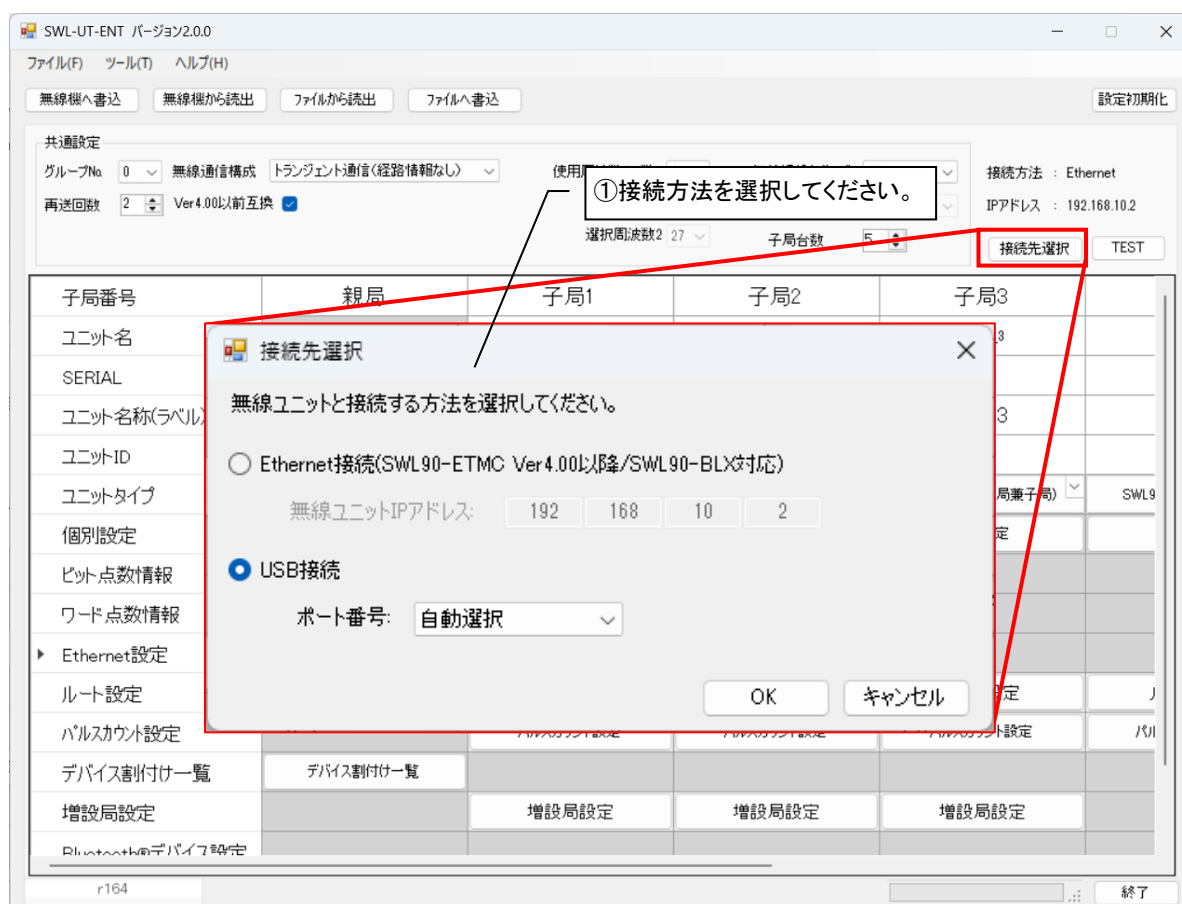 SWL-UT-ENT バージョン2.0.0
ファイル(F) ツール(T) ヘルプ(H)
無線機へ書込 無線機から読出 ファイルから読出 ファイルへ書込 設定初期化
共通設定
グループNo. 0 無線通信構成 トランジェント通信(経路情報なし)
接続方法 : Ethernet
①接続方法を選択してください。
再送回数 2 Ver4.00以前互換
IPアドレス : 192.168.10.2
選択周波数2 27 子局台数 5
接続先選択 TEST
子局番号 親局 子局1 子局2 子局3
ユニット名
SERIAL
ユニット名称(ラベル)
ユニットID
ユニットタイプ 局兼子局) SWL9
個別設定
ビット点数情報
ワード点数情報
Ethernet設定
ルート設定
パルスカウント設定
接続先選択
無線ユニットと接続する方法を選択してください。
Ethernet接続(SWL90-ETMC Ver4.00以降/SWL90-BLX対応)
無線ユニットIPアドレス: 192 168 10 2
USB接続
ポート番号: 自動選択
OK キャンセル
デバイス割付け一覧 デバイス割付け一覧
増設局設定 増設局設定 増設局設定 増設局設定
Bluetooth®デバイス設定
r164 終了